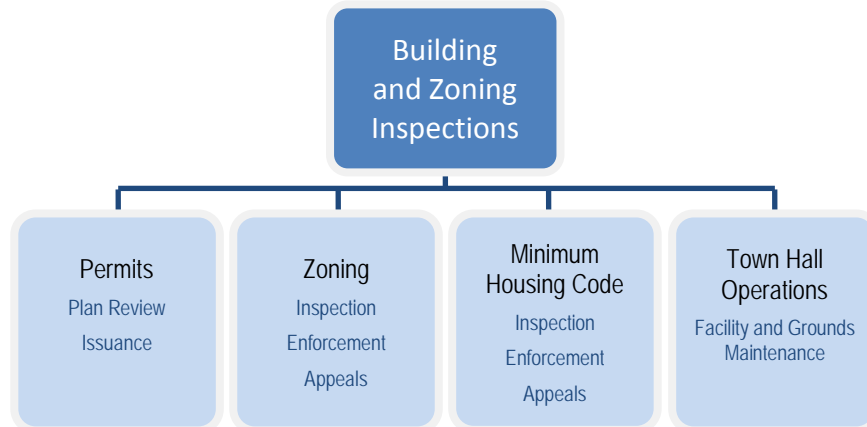 Building
and Zoning
Inspections
Permits
Plan Review
Issuance
Zoning
Inspection
Enforcement
Appeals
Minimum
Housing Code
Inspection
Enforcement
Appeals
Town Hall
Operations
Facility and Grounds
Maintenance